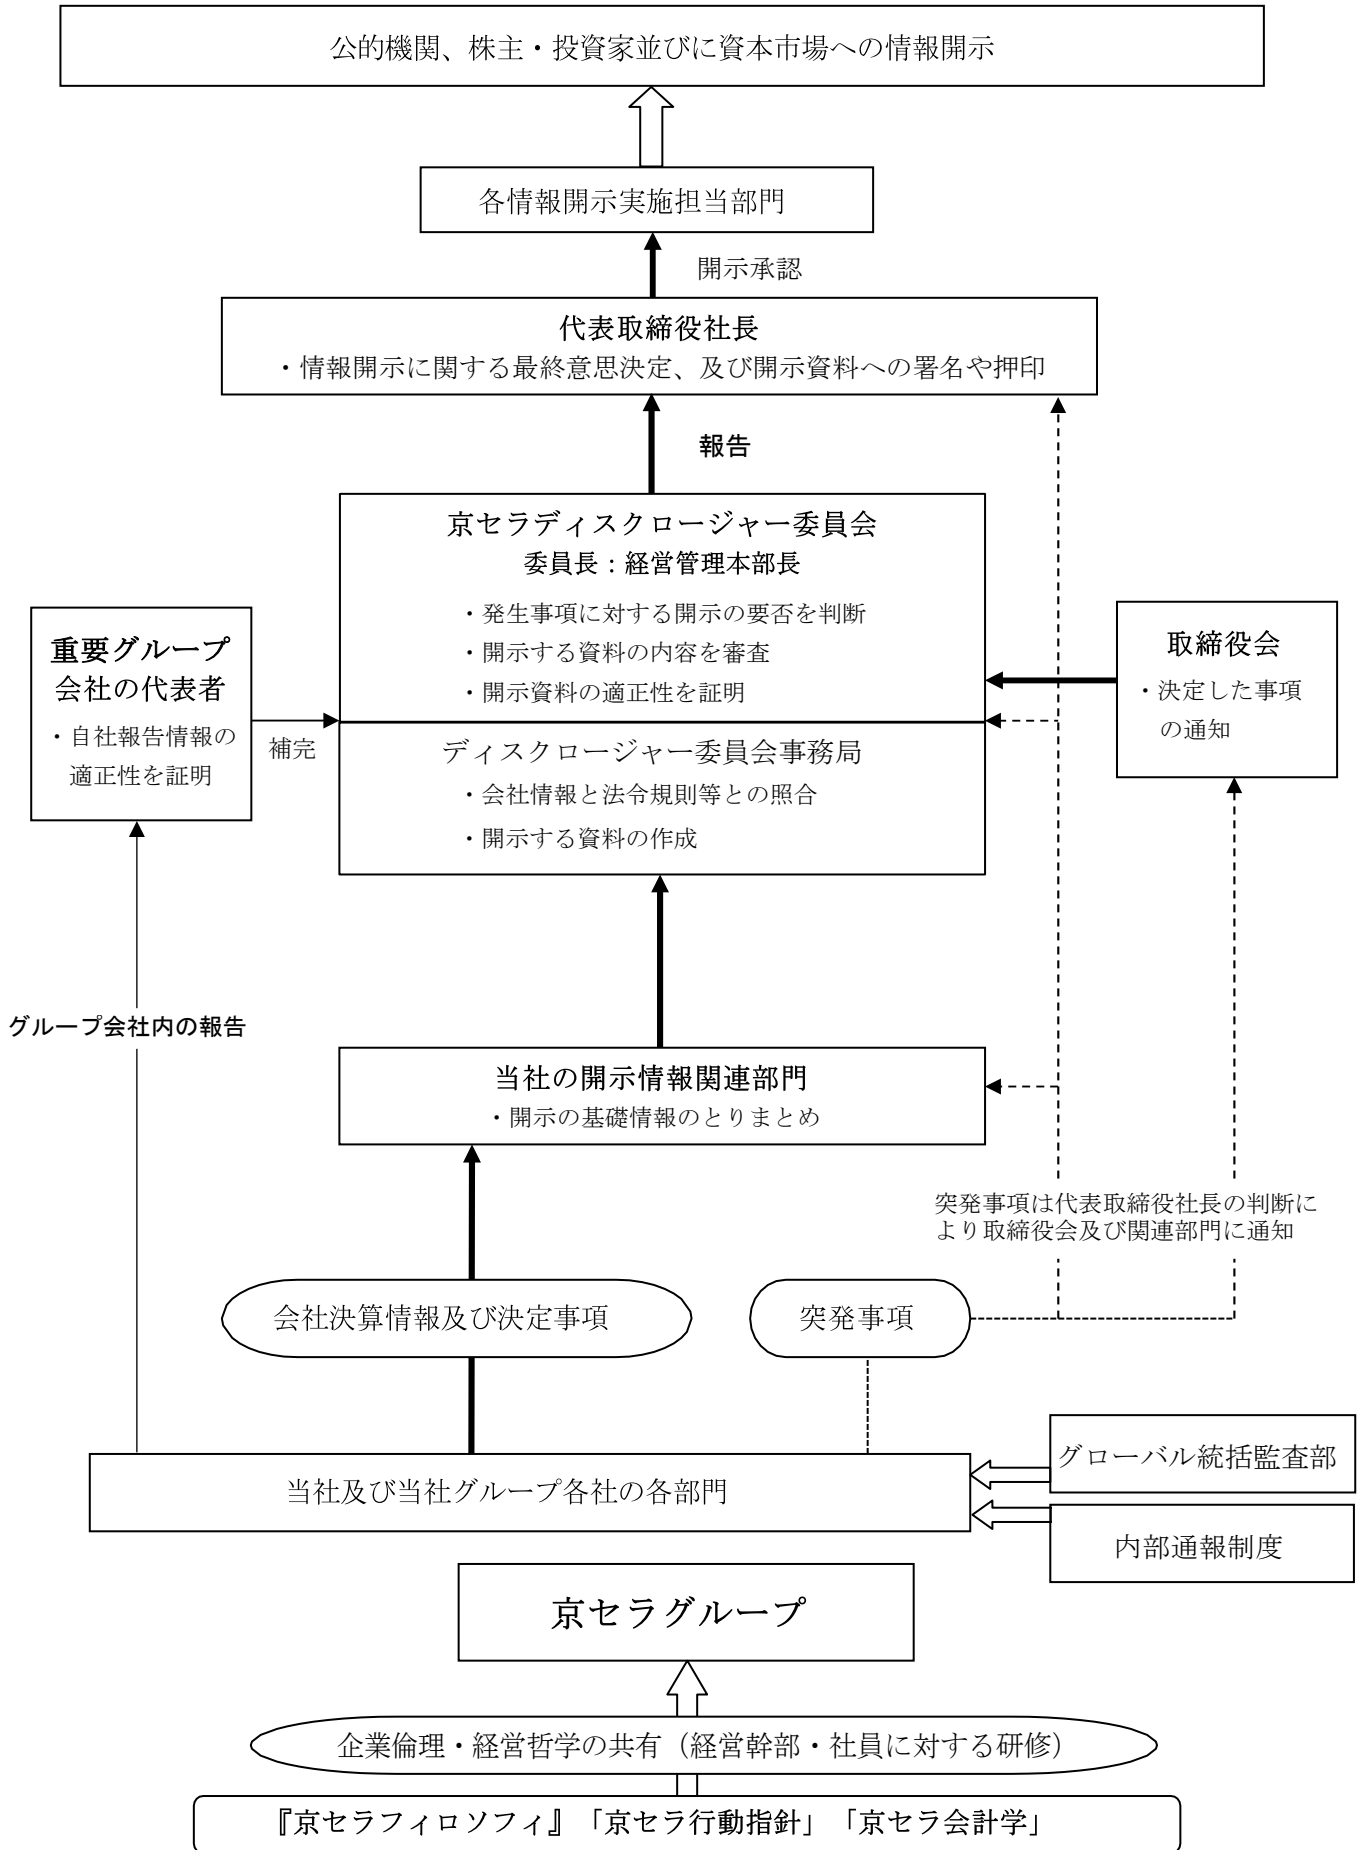 公的機関、株主・投資家並びに資本市場への情報開示
各情報開示実施担当部門
開示承認
代表取締役社長
・情報開示に関する最終意思決定、及び開示資料への署名や押印
報告
京セラディスクロージャー委員会
委員長：経営管理本部長
・発生事項に対する開示の要否を判断
・開示する資料の内容を審査
・開示資料の適正性を証明
重要グループ
会社の代表者
・自社報告情報の
適正性を証明
補完
取締役会
・決定した事項
の通知
ディスクロージャー委員会事務局
・会社情報と法令規則等との照合
・開示する資料の作成
グループ会社内の報告
当社の開示情報関連部門
・開示の基礎情報のとりまとめ
突発事項は代表取締役社長の判断に
より取締役会及び関連部門に通知
会社決算情報及び決定事項
突発事項
当社及び当社グループ各社の各部門
グローバル統括監査部
内部通報制度
京セラグループ
企業倫理・経営哲学の共有（経営幹部・社員に対する研修）
『京セラフィロソフィ』「京セラ行動指針」「京セラ会計学」